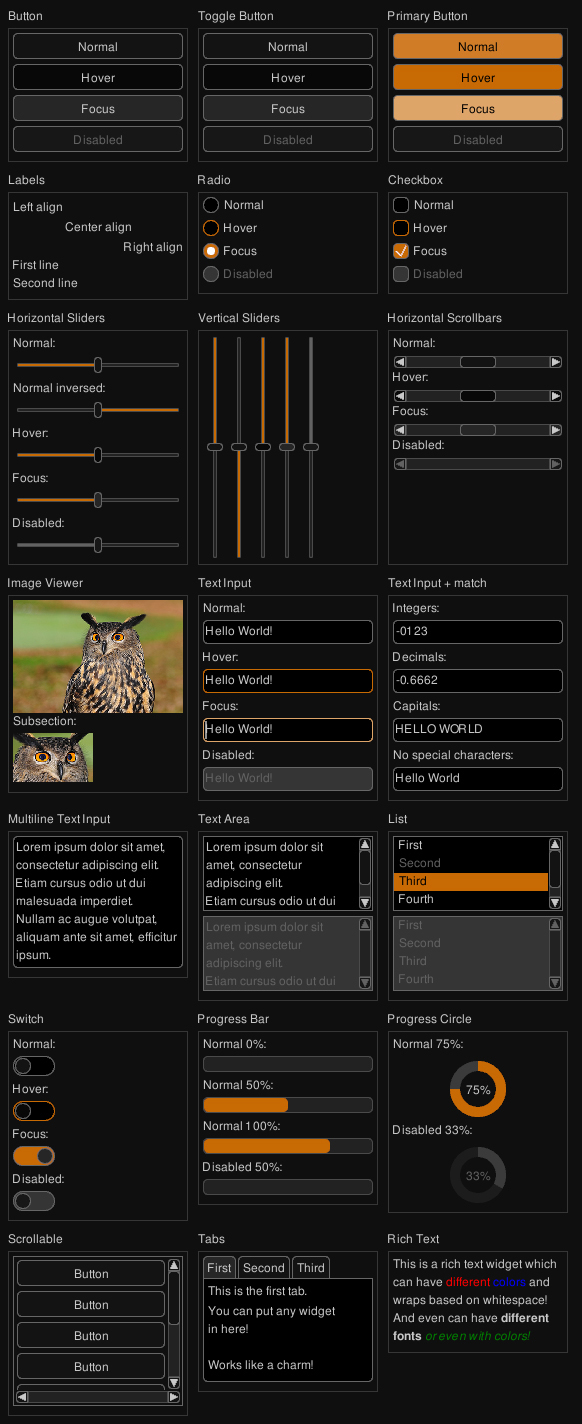 Button
Normal
Hover
Focus
Disabled
Toggle Button
Normal
Hover
Focus
Disabled
Primary Button
Normal
Hover
Focus
Disabled
Labels
Left align
Center align
Right align
First line
Second line
Radio
Normal
Hover
Focus
Disabled
Checkbox
Normal
Hover
Focus
Disabled
Horizontal Sliders
Normal:
Normal inversed:
Hover:
Focus:
Disabled:
Vertical Sliders
Horizontal Scrollbars
Normal:
Hover:
Focus:
Disabled:
Image Viewer
Subsection:
Text Input
Normal:
Hello World!
Hover:
Hello World!
Focus:
Hello World!
Disabled:
Hello World!
Text Input + match
Integers:
-0123
Decimals:
-0.6662
Capitals:
HELLO WORLD
No special characters:
Hello World
Multiline Text Input
Lorem ipsum dolor sit amet,
consectetur adipiscing elit.
Etiam cursus odio ut dui
malesuada imperdiet.
Nullam ac augue volutpat,
aliquam ante sit amet, efficitur
ipsum.
Text Area
Lorem ipsum dolor sit
amet, consectetur
adipiscing elit.
Etiam cursus odio ut dui
Lorem ipsum dolor sit
amet, consectetur
adipiscing elit.
Etiam cursus odio ut dui
List
First
Second
Third
Fourth
First
Second
Third
Fourth
Switch
Normal:
Hover:
Focus:
Disabled:
Progress Bar
Normal 0%:
Normal 50%:
Normal 100%:
Disabled 50%:
Progress Circle
Normal 75%:
75%
Disabled 33%:
33%
Scrollable
Button
Button
Button
Button
Tabs
First Second Third
This is the first tab.
You can put any widget
in here!
Works like a charm!
Rich Text
This is a rich text widget which
can have different colors and
wraps based on whitespace!
And even can have different
fonts or even with colors!